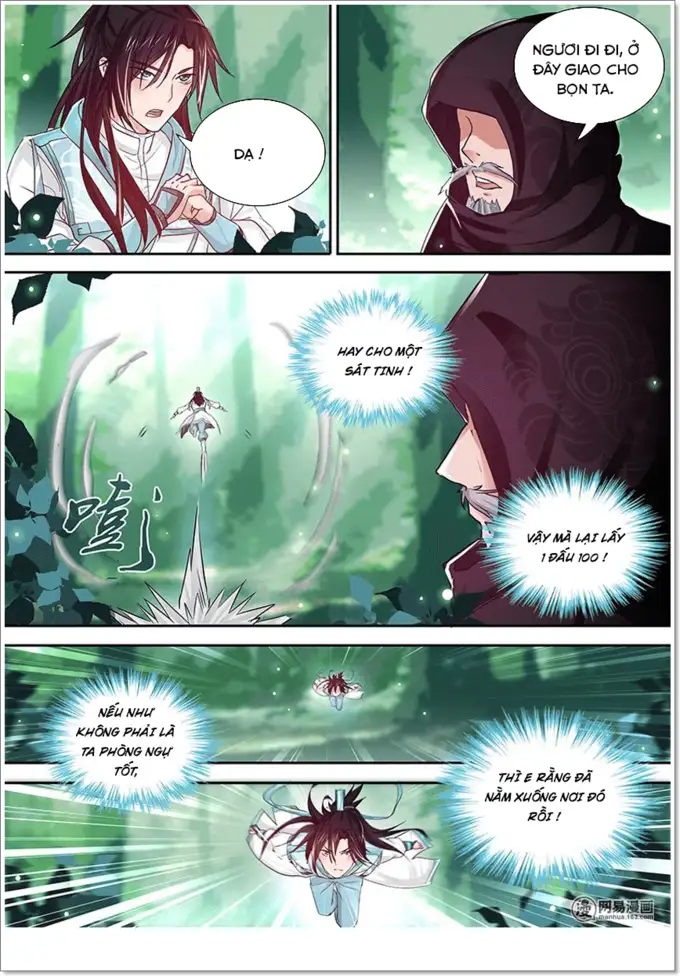 DẠ !
NGƯƠI ĐI ĐI, Ở
ĐÂY GIAO CHO
BỌN TA.
HAY CHO MỘT
SÁT TINH !
VẬY MÀ LẠI LẤY
1 ĐẤU 100 !
NẾU NHƯ
KHÔNG PHẢI LÀ
TA PHÒNG NGỰ
TỐT,
THÌ E RẰNG ĐÃ
NẰM XUỐNG NƠI ĐÓ
RỒI !
网易漫画
manhua.163.com